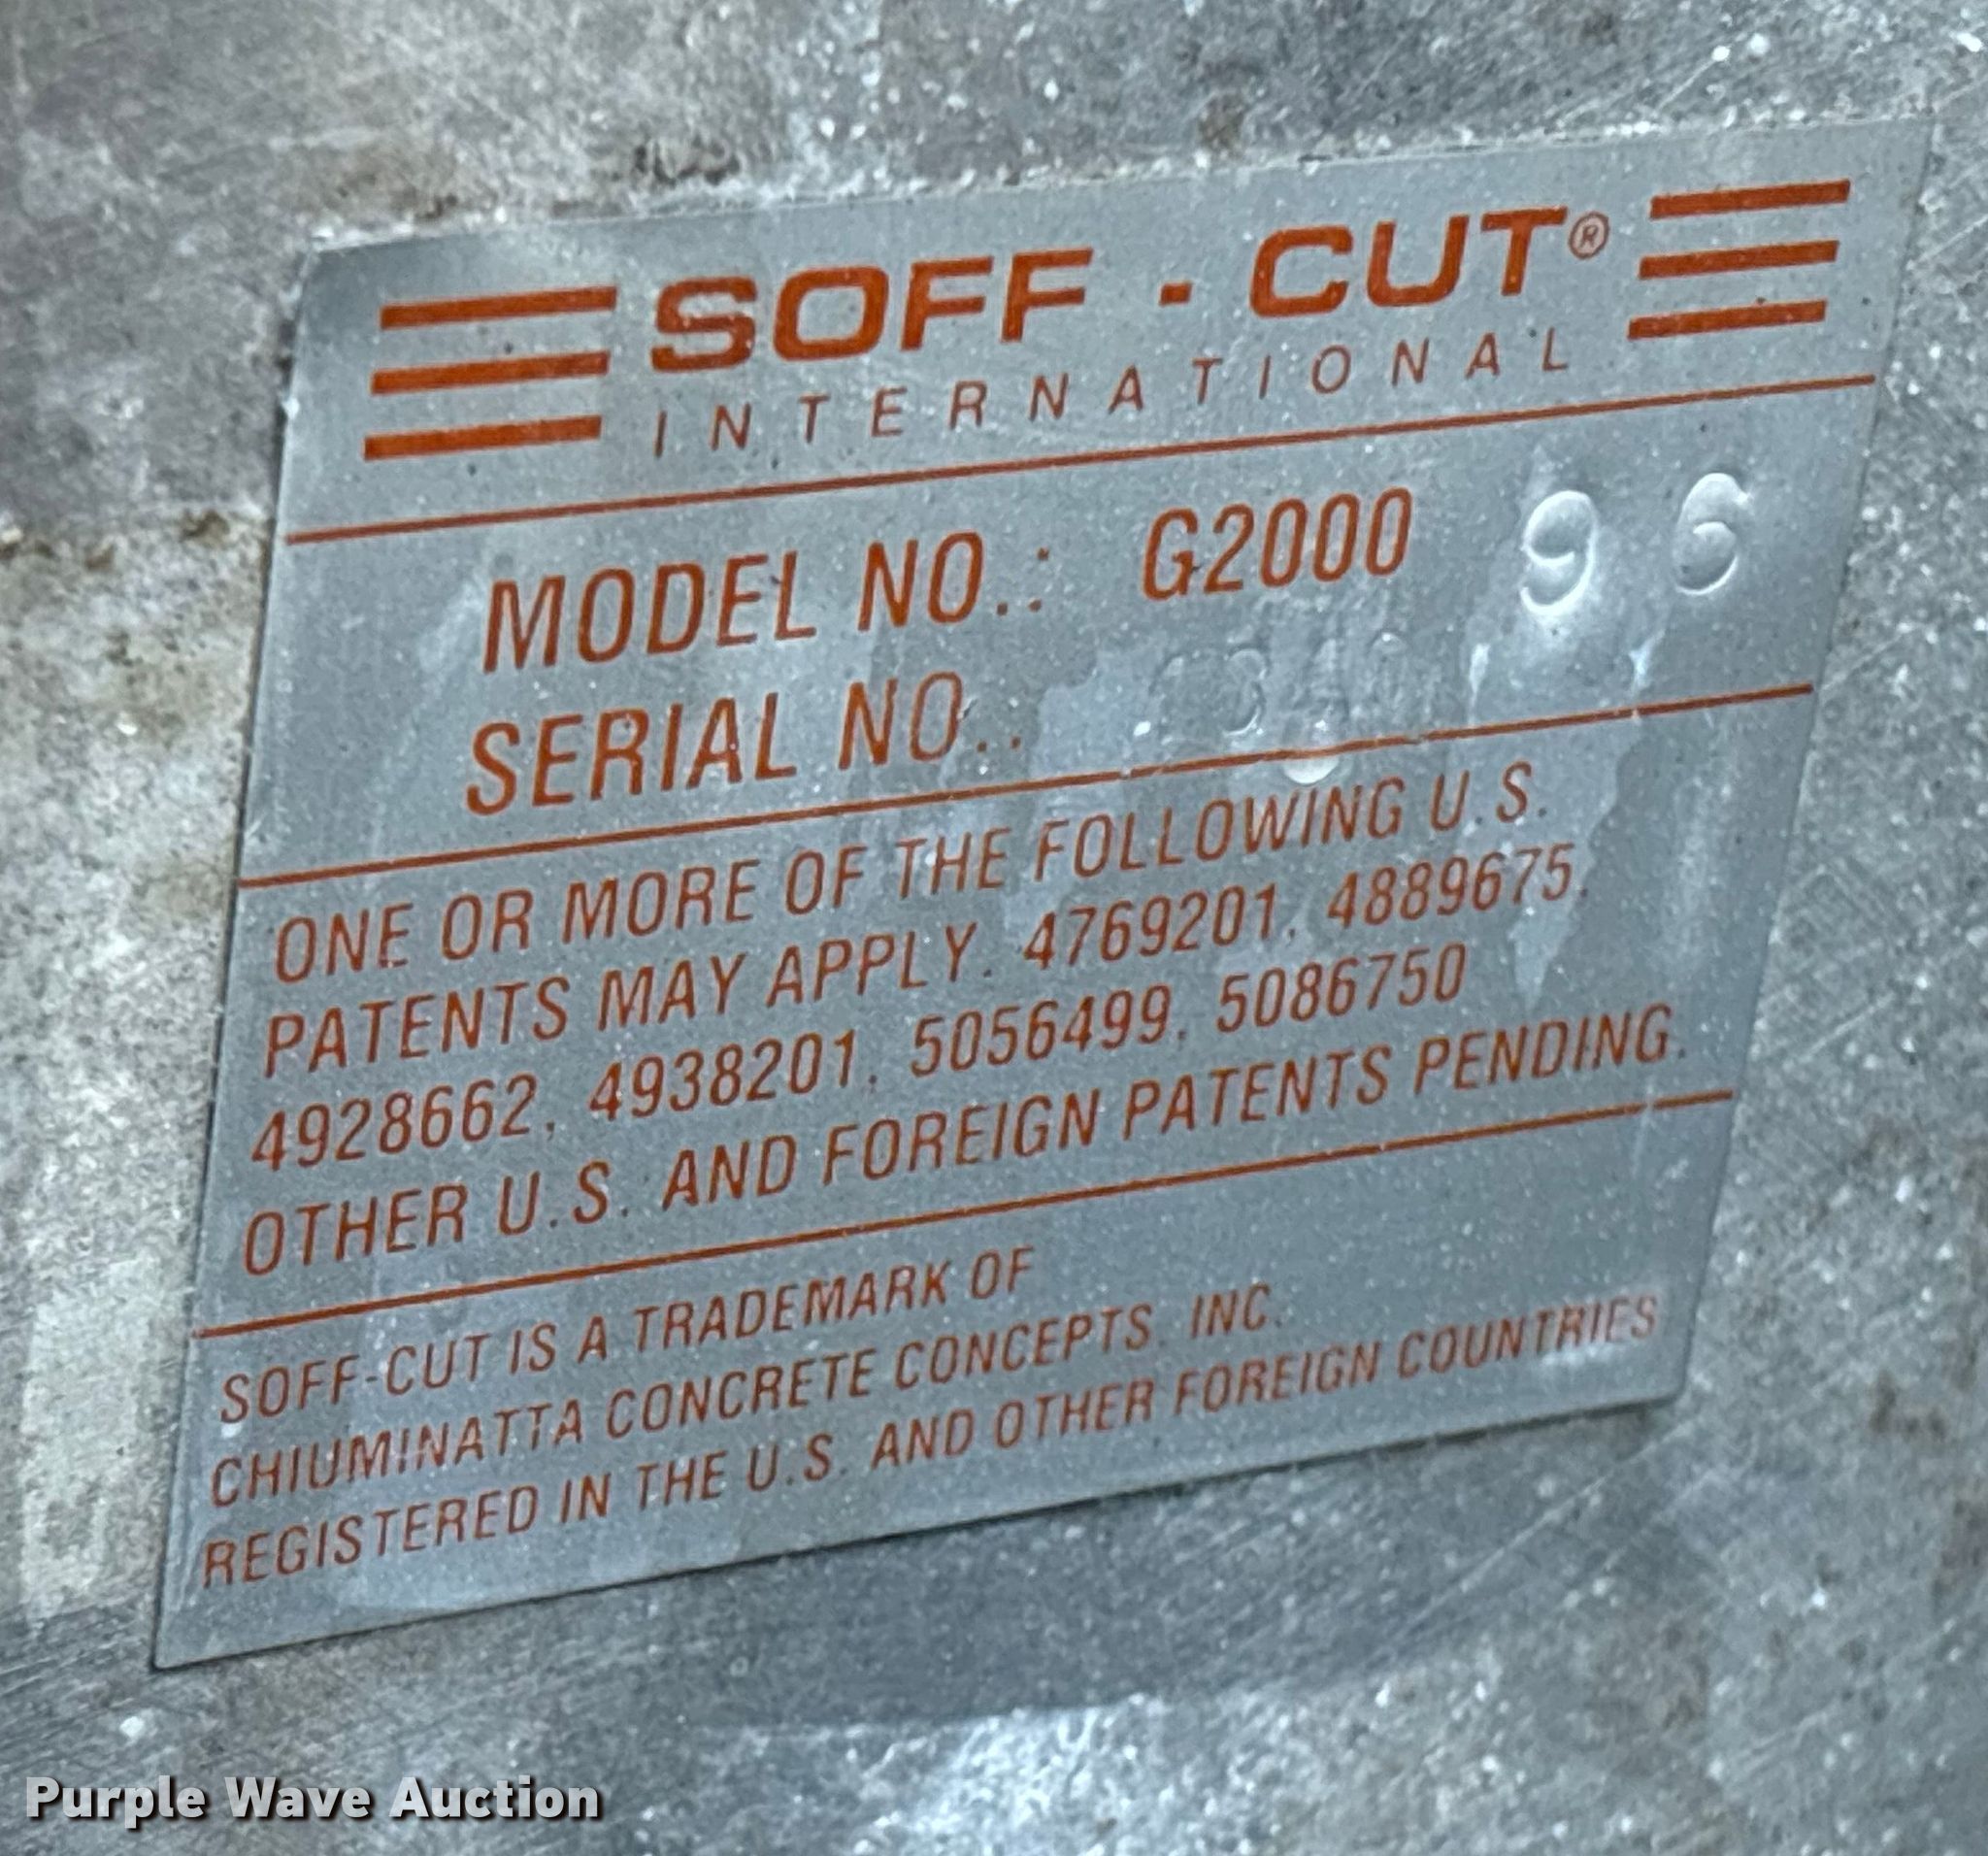 SOFF - CUT®
INTERNATIONAL
MODEL NO.: G2000 96
SERIAL NO.:
ONE OR MORE OF THE FOLLOWING U.S.
PATENTS MAY APPLY. 4769201, 4889675,
4928662, 4938201, 5056499, 5086750
OTHER U.S. AND FOREIGN PATENTS PENDING.
SOFF-CUT IS A TRADEMARK OF
CHIUMINATTA CONCRETE CONCEPTS, INC.
REGISTERED IN THE U.S. AND OTHER FOREIGN COUNTRIES
Purple Wave Auction